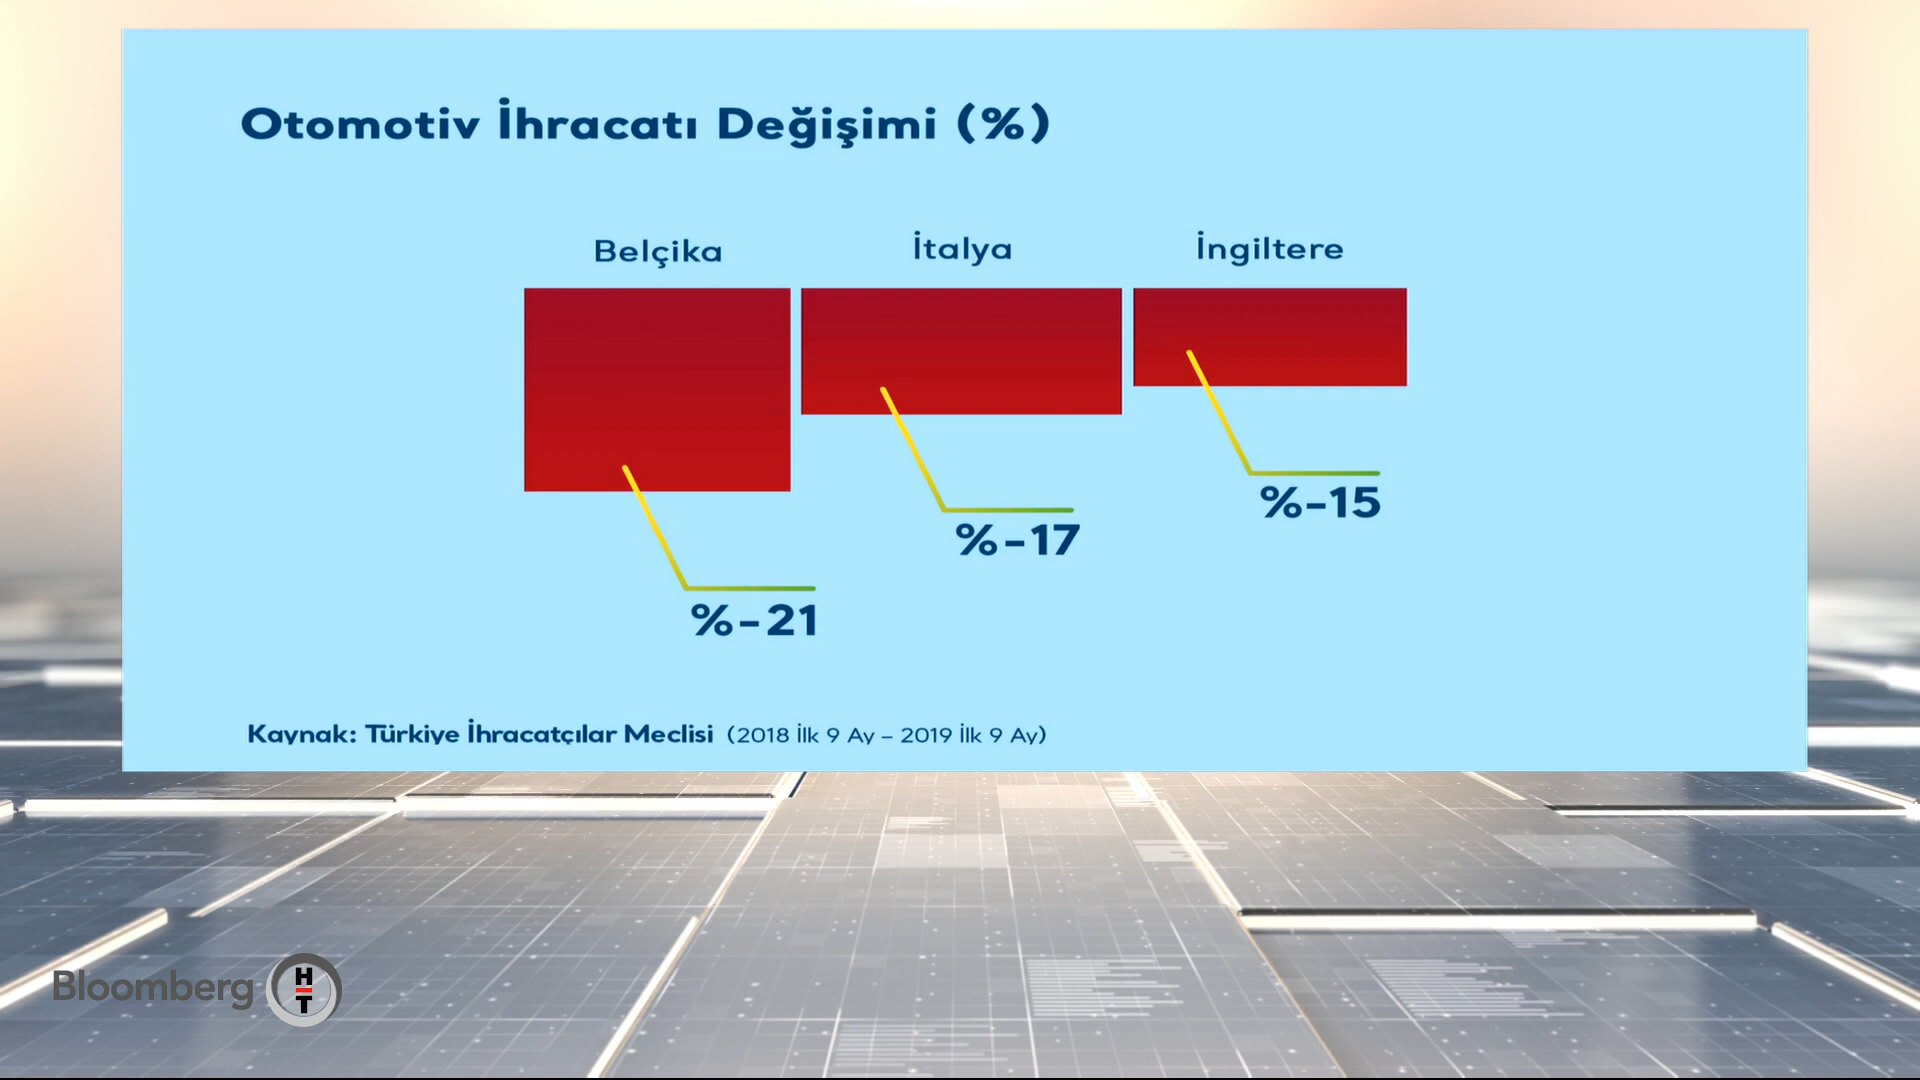 Otomotiv İhracatı Değişimi (%)
Belçika İtalya İngiltere
%-15
%-17
%-21
Kaynak: Türkiye İhracatçılar Meclisi (2018 İlk 9 Ay – 2019 İlk 9 Ay)
Bloomberg HT